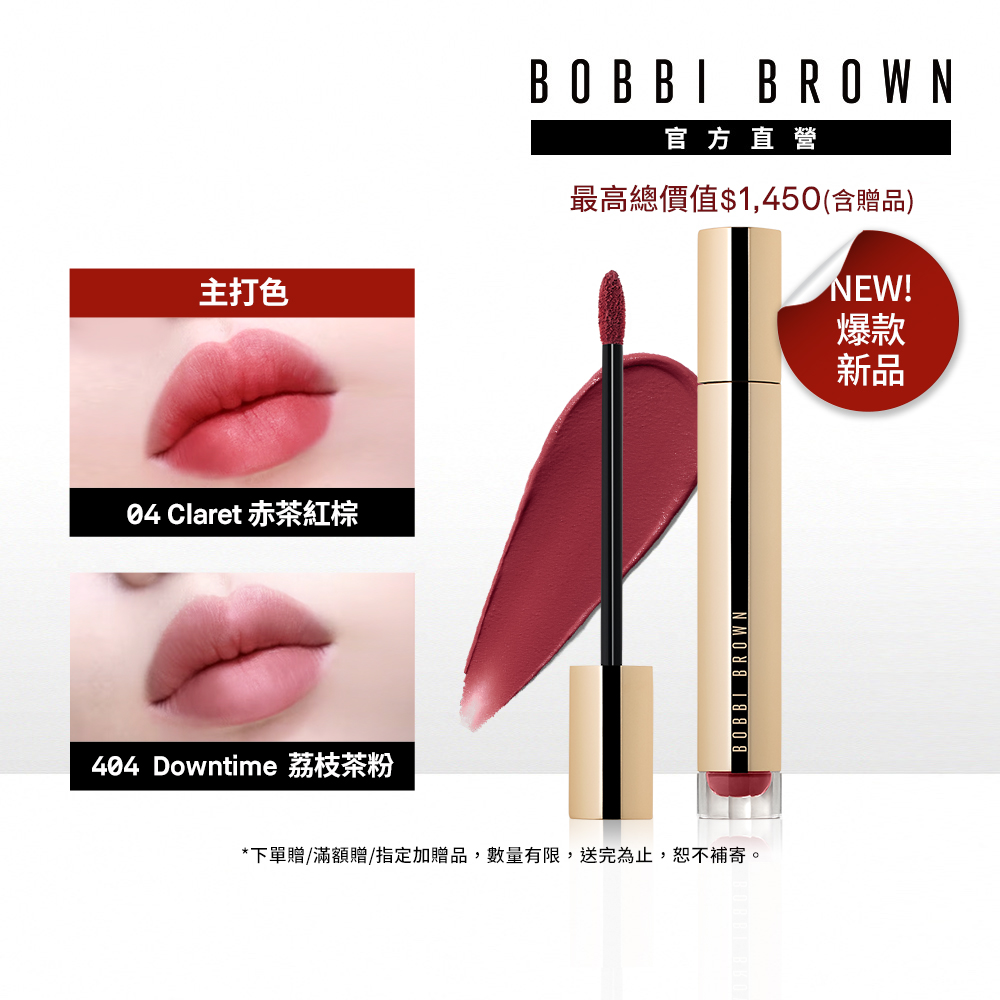 BOBBI BROWN
官方直營
最高總價值$1,450(含贈品)
NEW!
爆款
新品
主打色
04 Claret 赤茶紅棕
404 Downtime 荔枝茶粉
BOBBI BROWN
*下單贈/滿額贈/指定加贈品，數量有限，送完為止，恕不補寄。